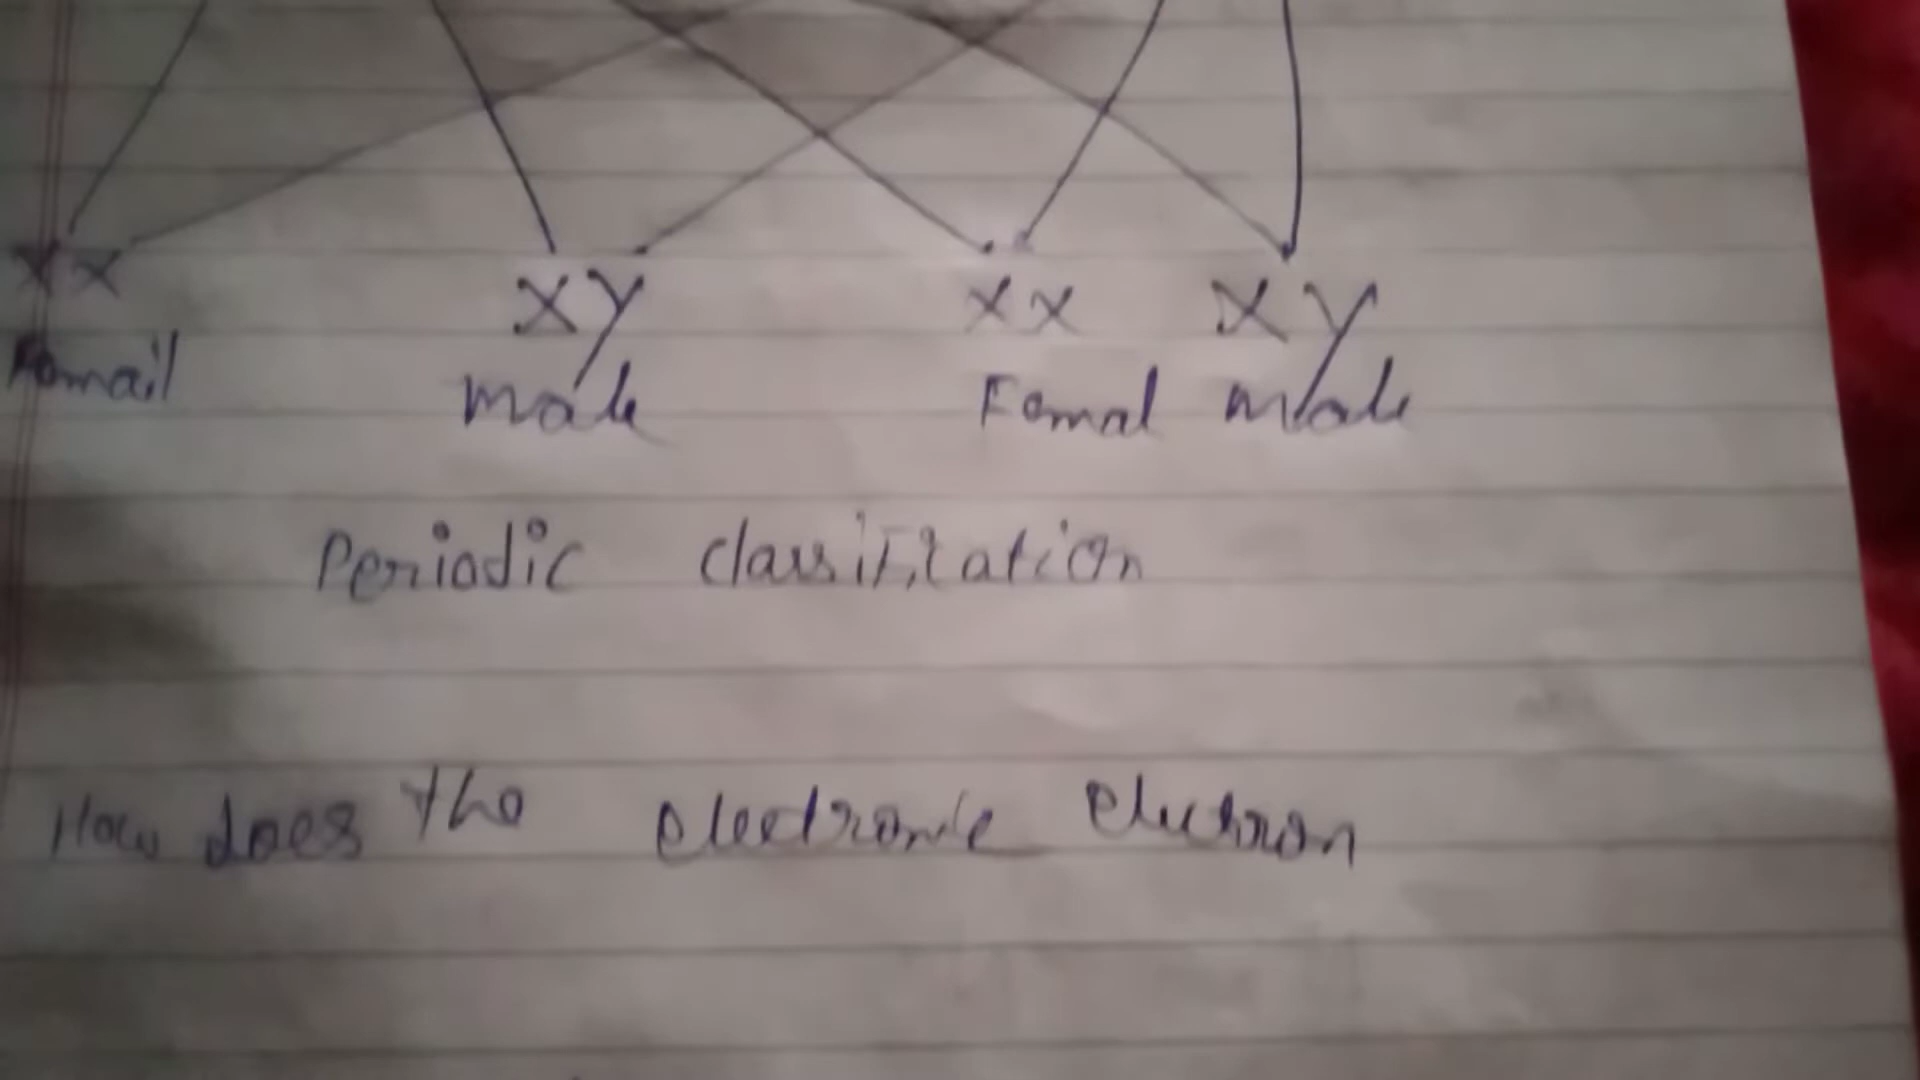 XX XY XX XY
Femail male Femal male
Periodic classification
How does the electronic electron